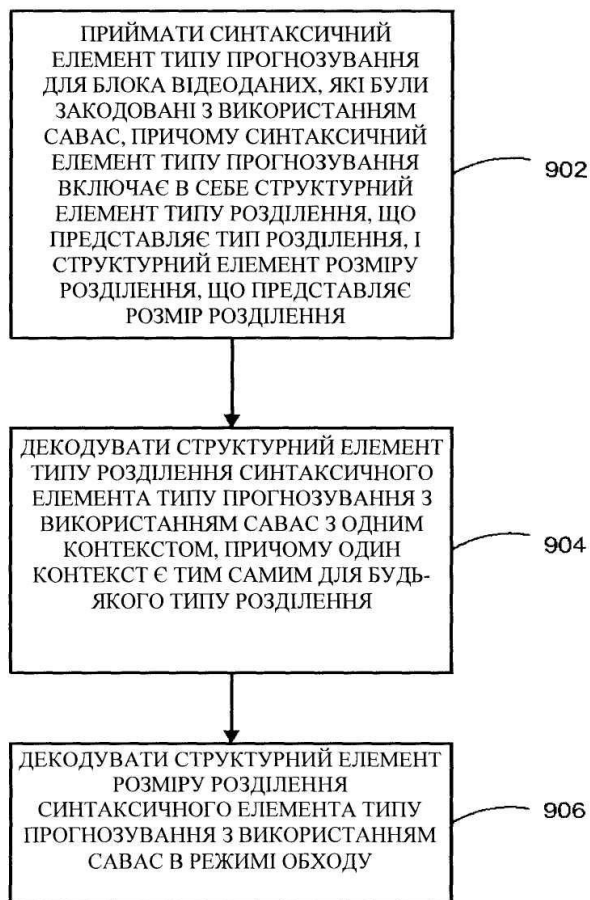 ПРИЙМАТИ СИНТАКСИЧНИЙ
ЕЛЕМЕНТ ТИПУ ПРОГНОЗУВАННЯ
ДЛЯ БЛОКА ВІДЕОДАНИХ, ЯКІ БУЛИ
ЗАКОДОВАНІ З ВИКОРИСТАННЯМ
САВАС, ПРИЧОМУ СИНТАКСИЧНИЙ
ЕЛЕМЕНТ ТИПУ ПРОГНОЗУВАННЯ
ВКЛЮЧАЄ В СЕБЕ СТРУКТУРНИЙ
ЕЛЕМЕНТ ТИПУ РОЗДІЛЕННЯ, ЩО
ПРЕДСТАВЛЯЄ ТИП РОЗДІЛЕННЯ, І
СТРУКТУРНИЙ ЕЛЕМЕНТ РОЗМІРУ
РОЗДІЛЕННЯ, ЩО ПРЕДСТАВЛЯЄ
РОЗМІР РОЗДІЛЕННЯ
902
ДЕКОДУВАТИ СТРУКТУРНИЙ ЕЛЕМЕНТ
ТИПУ РОЗДІЛЕННЯ СИНТАКСИЧНОГО
ЕЛЕМЕНТА ТИПУ ПРОГНОЗУВАННЯ З
ВИКОРИСТАННЯМ САВАС З ОДНИМ
КОНТЕКСТОМ, ПРИЧОМУ ОДИН
КОНТЕКСТ Є ТИМ САМИМ ДЛЯ БУДЬ-
ЯКОГО ТИПУ РОЗДІЛЕННЯ
904
ДЕКОДУВАТИ СТРУКТУРНИЙ ЕЛЕМЕНТ
РОЗМІРУ РОЗДІЛЕННЯ
СИНТАКСИЧНОГО ЕЛЕМЕНТА ТИПУ
ПРОГНОЗУВАННЯ З ВИКОРИСТАННЯМ
САВАС В РЕЖИМІ ОБХОДУ
906